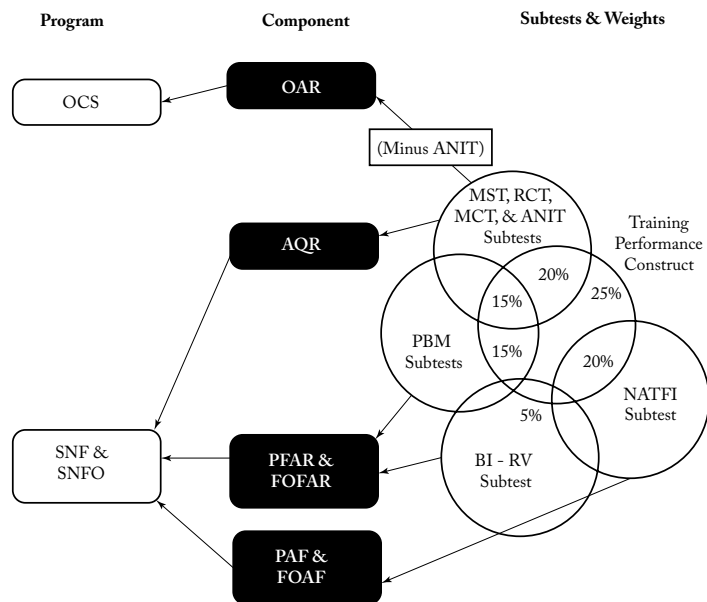 Program
Component
Subtests & Weights
OAR
OCS
(Minus ANIT)
MST, RCT,
MCT, & ANIT
Subtests
Training
Performance
Construct
AQR
20%
25%
15%
15%
PBM
Subtests
20%
NATFI
Subtest
5%
SNF &
SNFO
PFAR &
FOFAR
BI - RV
Subtest
PAF &
FOAF